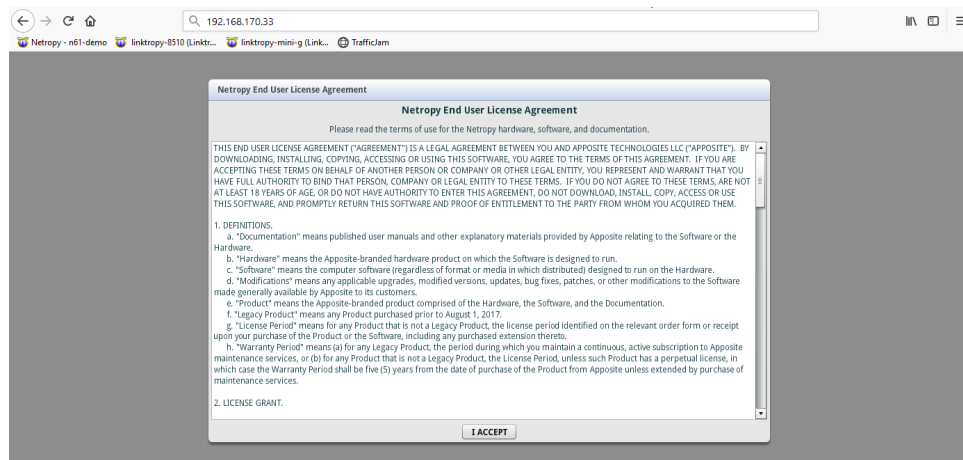 192.168.170.33
Netropy - n61-demo linktropy-8510 (Linktr... linktropy-mini-g (Link... TrafficJam
Netropy End User License Agreement
Netropy End User License Agreement
Please read the terms of use for the Netropy hardware, software, and documentation.
THIS END USER LICENSE AGREEMENT ("AGREEMENT") IS A LEGAL AGREEMENT BETWEEN YOU AND APPOSITE TECHNOLOGIES LLC ("APPOSITE"). BY
DOWNLOADING, INSTALLING, COPYING, ACCESSING OR USING THIS SOFTWARE, YOU AGREE TO THE TERMS OF THIS AGREEMENT. IF YOU ARE
ACCEPTING THESE TERMS ON BEHALF OF ANOTHER PERSON OR COMPANY OR OTHER LEGAL ENTITY, YOU REPRESENT AND WARRANT THAT YOU
HAVE FULL AUTHORITY TO BIND THAT PERSON, COMPANY OR LEGAL ENTITY TO THESE TERMS. IF YOU DO NOT AGREE TO THESE TERMS, ARE NOT
AT LEAST 18 YEARS OF AGE, OR DO NOT HAVE AUTHORITY TO ENTER THIS AGREEMENT, DO NOT DOWNLOAD, INSTALL, COPY, ACCESS OR USE
THIS SOFTWARE, AND PROMPTLY RETURN THIS SOFTWARE AND PROOF OF ENTITLEMENT TO THE PARTY FROM WHOM YOU ACQUIRED THEM.
1. DEFINITIONS.
a. "Documentation" means published user manuals and other explanatory materials provided by Apposite relating to the Software or the
Hardware.
b. "Hardware" means the Apposite-branded hardware product on which the Software is designed to run.
c. "Software" means the computer software (regardless of format or media in which distributed) designed to run on the Hardware.
d. "Modifications" means any applicable upgrades, modified versions, updates, bug fixes, patches, or other modifications to the Software
made generally available by Apposite to its customers.
e. "Product" means the Apposite-branded product comprised of the Hardware, the Software, and the Documentation.
f. "Legacy Product" means any Product purchased prior to August 1, 2017.
g. "License Period" means for any Product that is not a Legacy Product, the license period identified on the relevant order form or receipt
upon your purchase of the Product or the Software, including any purchased extension thereto.
h. "Warranty Period" means (a) for any Legacy Product, the period during which you maintain a continuous, active subscription to Apposite
maintenance services, or (b) for any Product that is not a Legacy Product, the License Period, unless such Product has a perpetual license, in
which case the Warranty Period shall be five (5) years from the date of purchase of the Product from Apposite unless extended by purchase of
maintenance services.
2. LICENSE GRANT.
I ACCEPT